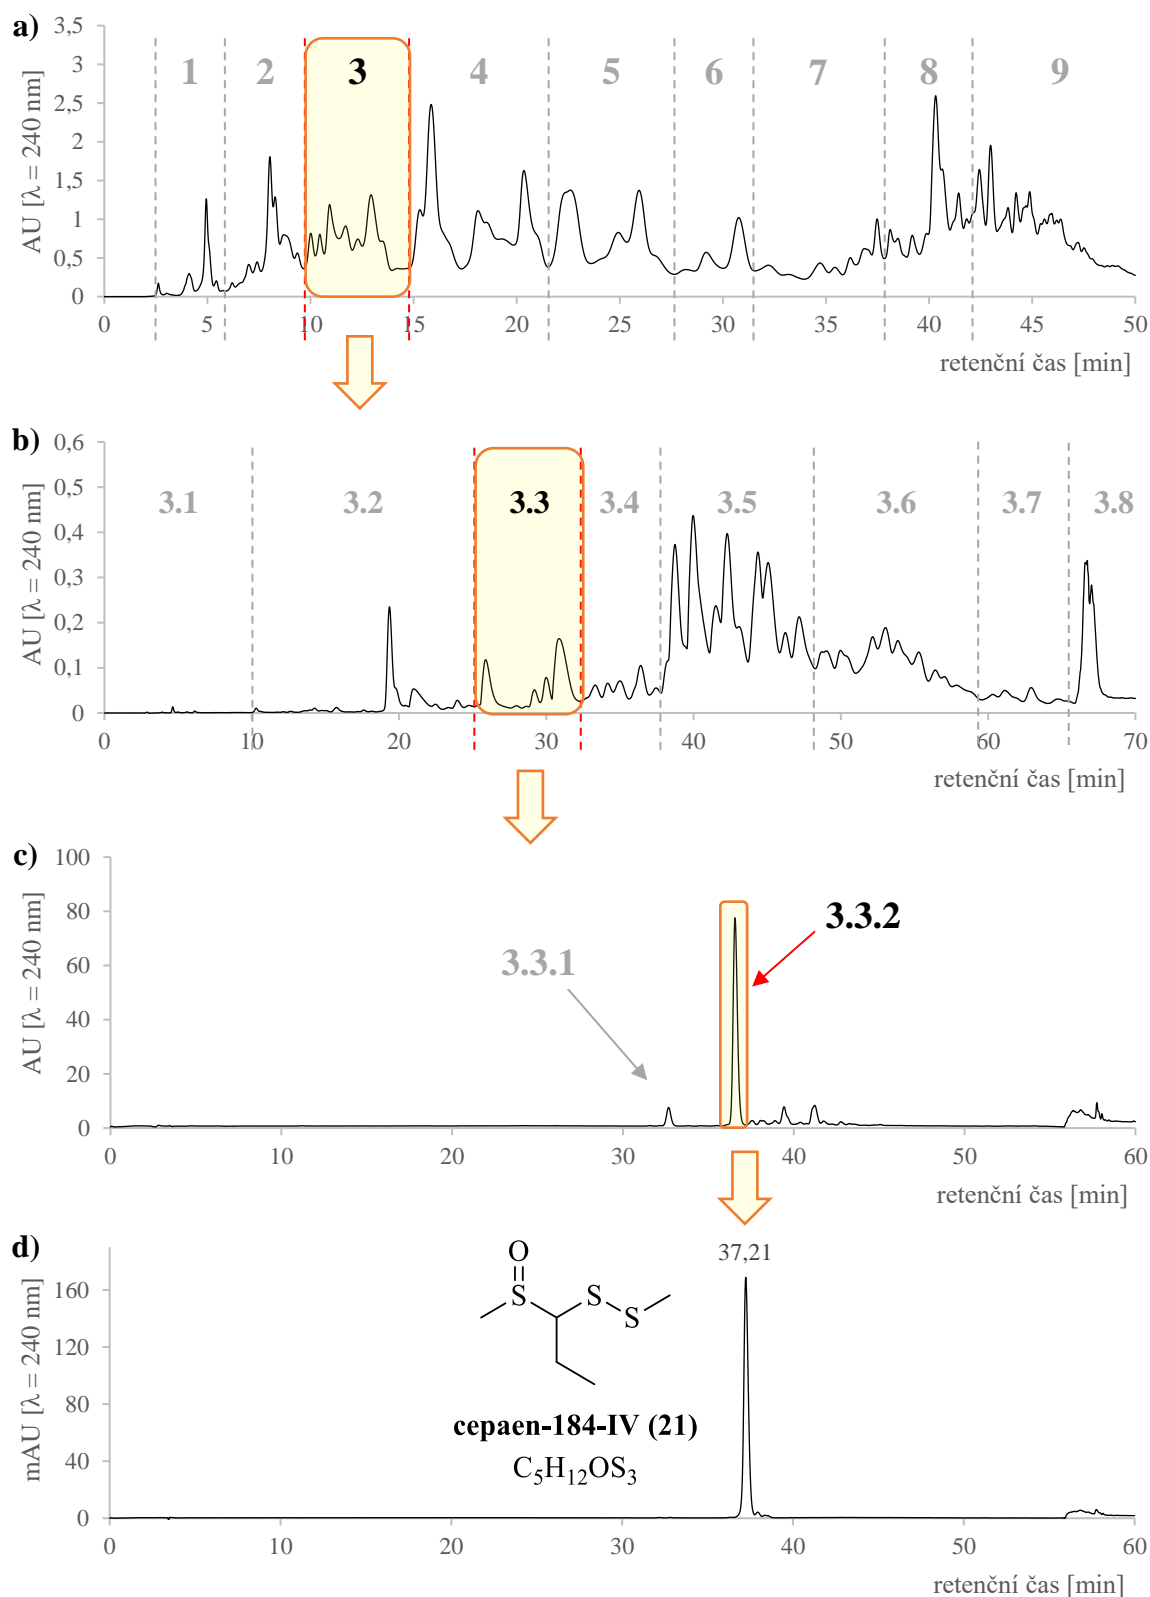 a)
AU [λ = 240 nm]
3,5
3
2,5
2
1,5
1
0,5
0
1 2 3 4 5 6 7 8 9
0 5 10 15 20 25 30 35 40 45 50
retenční čas [min]
b)
AU [λ = 240 nm]
0,6
0,5
0,4
0,3
0,2
0,1
0
3.1 3.2 3.3 3.4 3.5 3.6 3.7 3.8
0 10 20 30 40 50 60 70
retenční čas [min]
c)
AU [λ = 240 nm]
100
80
60
40
20
0
3.3.1
3.3.2
0 10 20 30 40 50 60
retenční čas [min]
d)
mAU [λ = 240 nm]
160
120
80
40
0
37,21
O
S S
S
cepaen-184-IV (21)
C₅H₁₂OS₃
0 10 20 30 40 50 60
retenční čas [min]